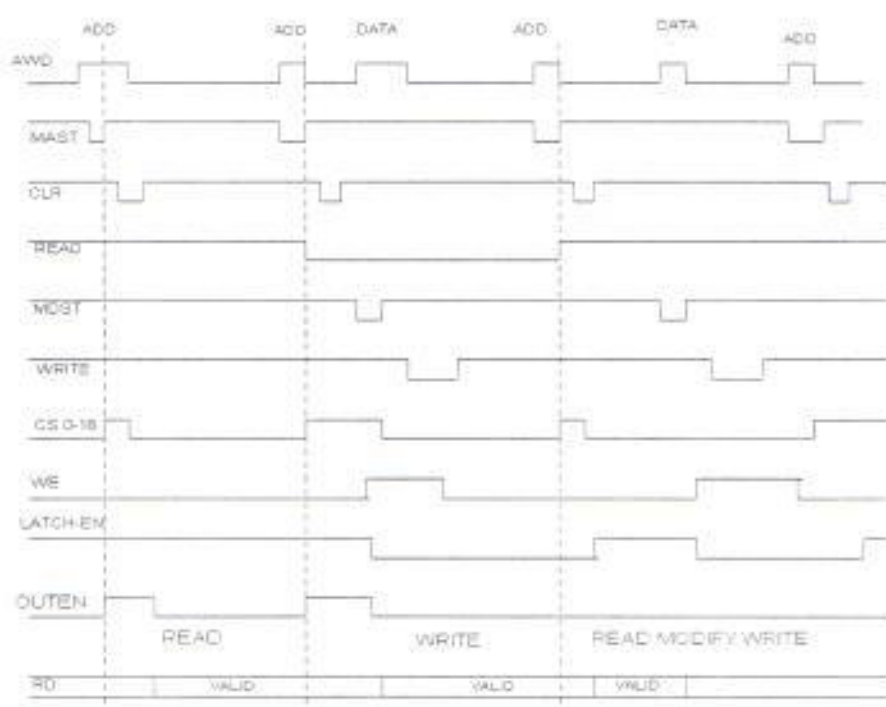 ADD ADD DATA ADD DATA ADD
AWD
MAST
CLR
READ
MDST
WRITE
CS 0-18
WE
LATCH-EN
OUTEN
READ WRITE READ MODIFY WRITE
RD VALID VALID VALID